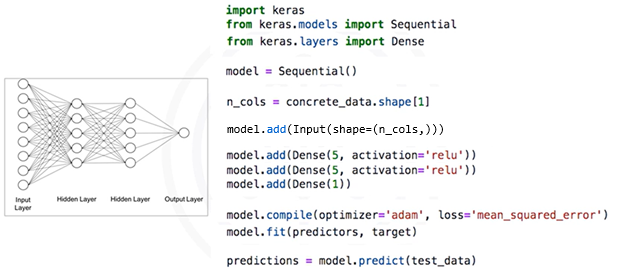 import keras
from keras.models import Sequential
from keras.layers import Dense
model = Sequential()
n_cols = concrete_data.shape[1]
model.add(Input(shape=(n_cols,)))
model.add(Dense(5, activation='relu'))
model.add(Dense(5, activation='relu'))
model.add(Dense(1))
model.compile(optimizer='adam', loss='mean_squared_error')
model.fit(predictors, target)
predictions = model.predict(test_data)
Input
Layer
Hidden Layer
Hidden Layer
Output Layer